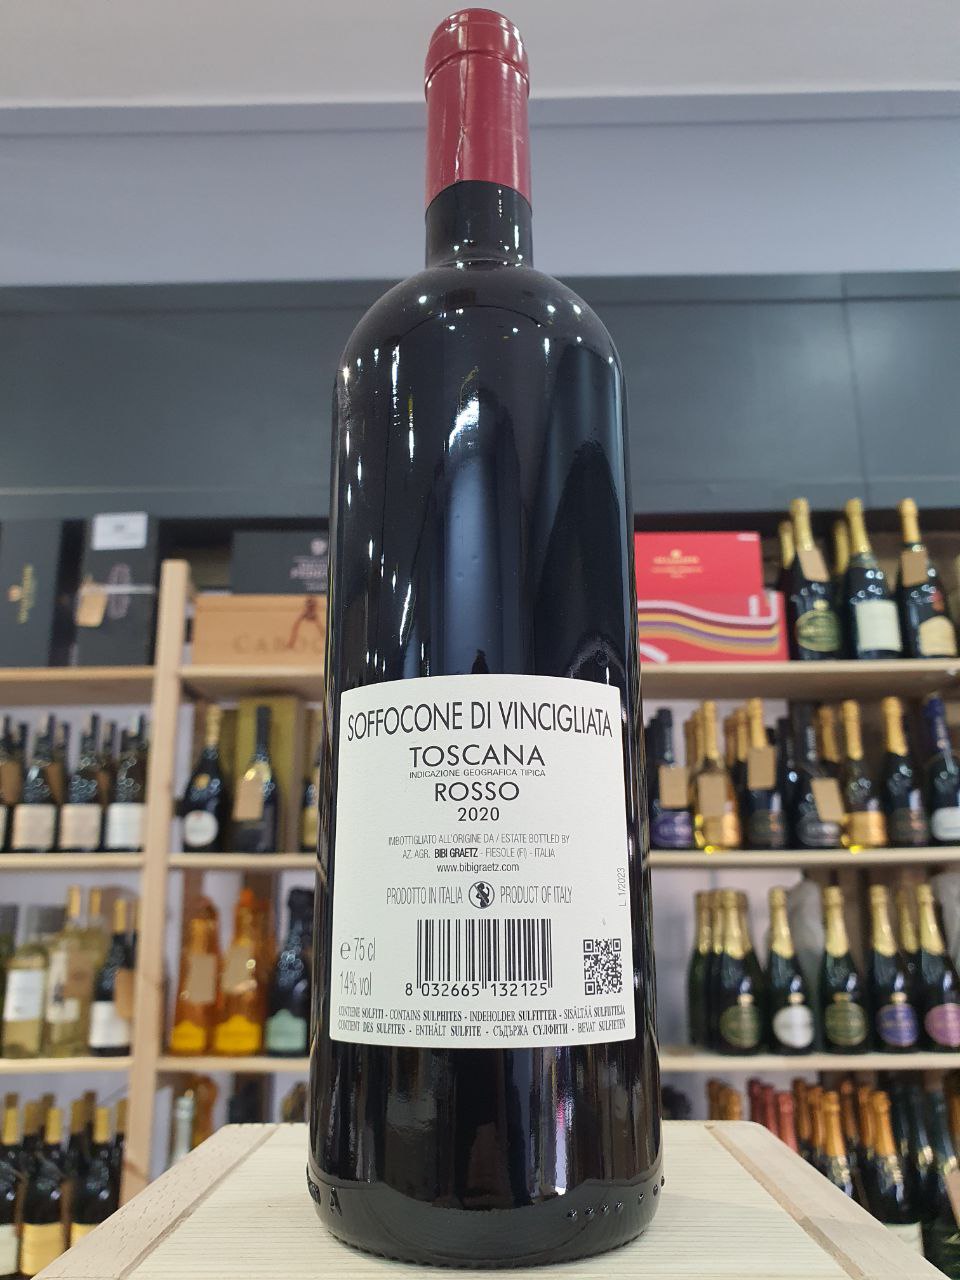 SOFFOCONE DI VINCIGLIATA
TOSCANA
INDICAZIONE GEOGRAFICA TIPICA
ROSSO
2020
IMBOTTIGLIATO ALL'ORIGINE DA / ESTATE BOTTLED BY
AZ. AGR. BIBI GRAETZ - FIESOLE (FI) - ITALIA
www.bibigraetz.com
PRODOTTO IN ITALIA PRODUCT OF ITALY
L. 1/2023
℮ 75 cl
14% vol
8 032665 132125
CONTIENE SOLFITI - CONTAINS SULPHITES - INDEHOLDER SULFITTER - SISÄLTÄÄ SULFIITTEJA
CONTIENT DES SULFITES - ENTHÄLT SULFITE - СЪДЪРЖА СУЛФИТИ - BEVAT SULFIETEN